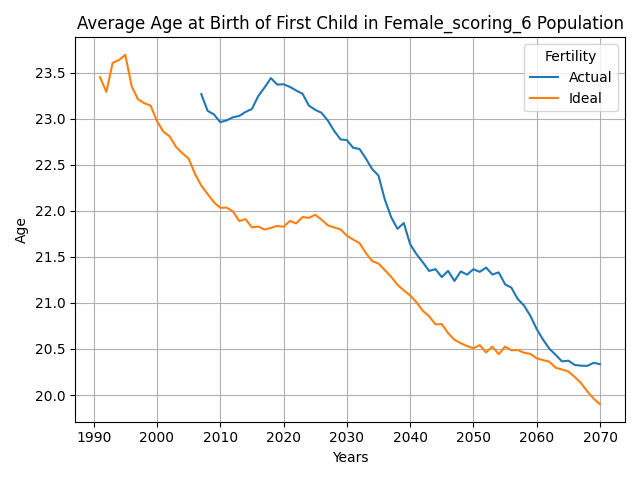 Average Age at Birth of First Child in Female_scoring_6 Population
Fertility
Actual
Ideal
23.5
23.0
22.5
22.0
21.5
21.0
20.5
20.0
Age
1990 2000 2010 2020 2030 2040 2050 2060 2070
Years